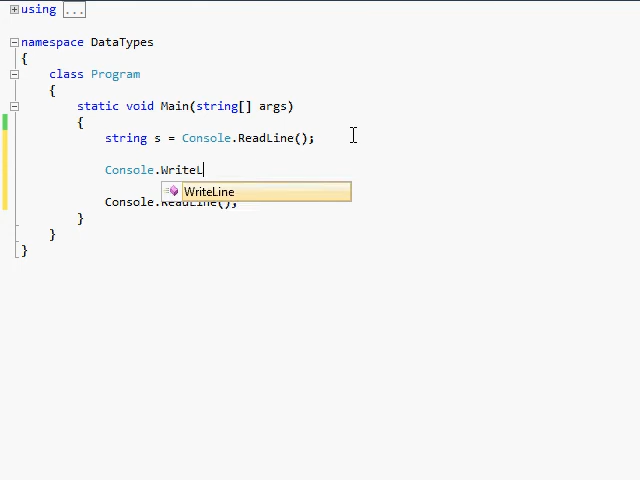 using ...
namespace DataTypes
{
class Program
{
static void Main(string[] args)
{
string s = Console.ReadLine();
Console.WriteL
WriteLine
Console.ReadLine();
}
}
}